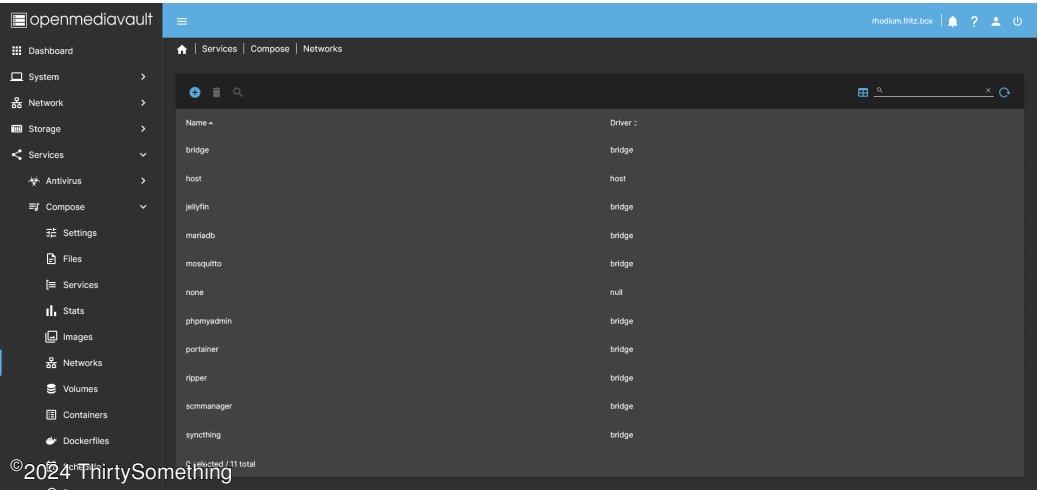 openmediavault
rhodium.fritz.box
Dashboard
Services | Compose | Networks
System
Network
Storage
Services
Antivirus
Compose
Settings
Files
Services
Stats
Images
Networks
Volumes
Containers
Dockerfiles
Name Driver
bridge bridge
host host
jellyfin bridge
mariadb bridge
mosquitto bridge
none null
phpmyadmin bridge
portainer bridge
ripper bridge
scmmanager bridge
syncthing bridge
0 selected / 11 total
©2024 ThirtySomething